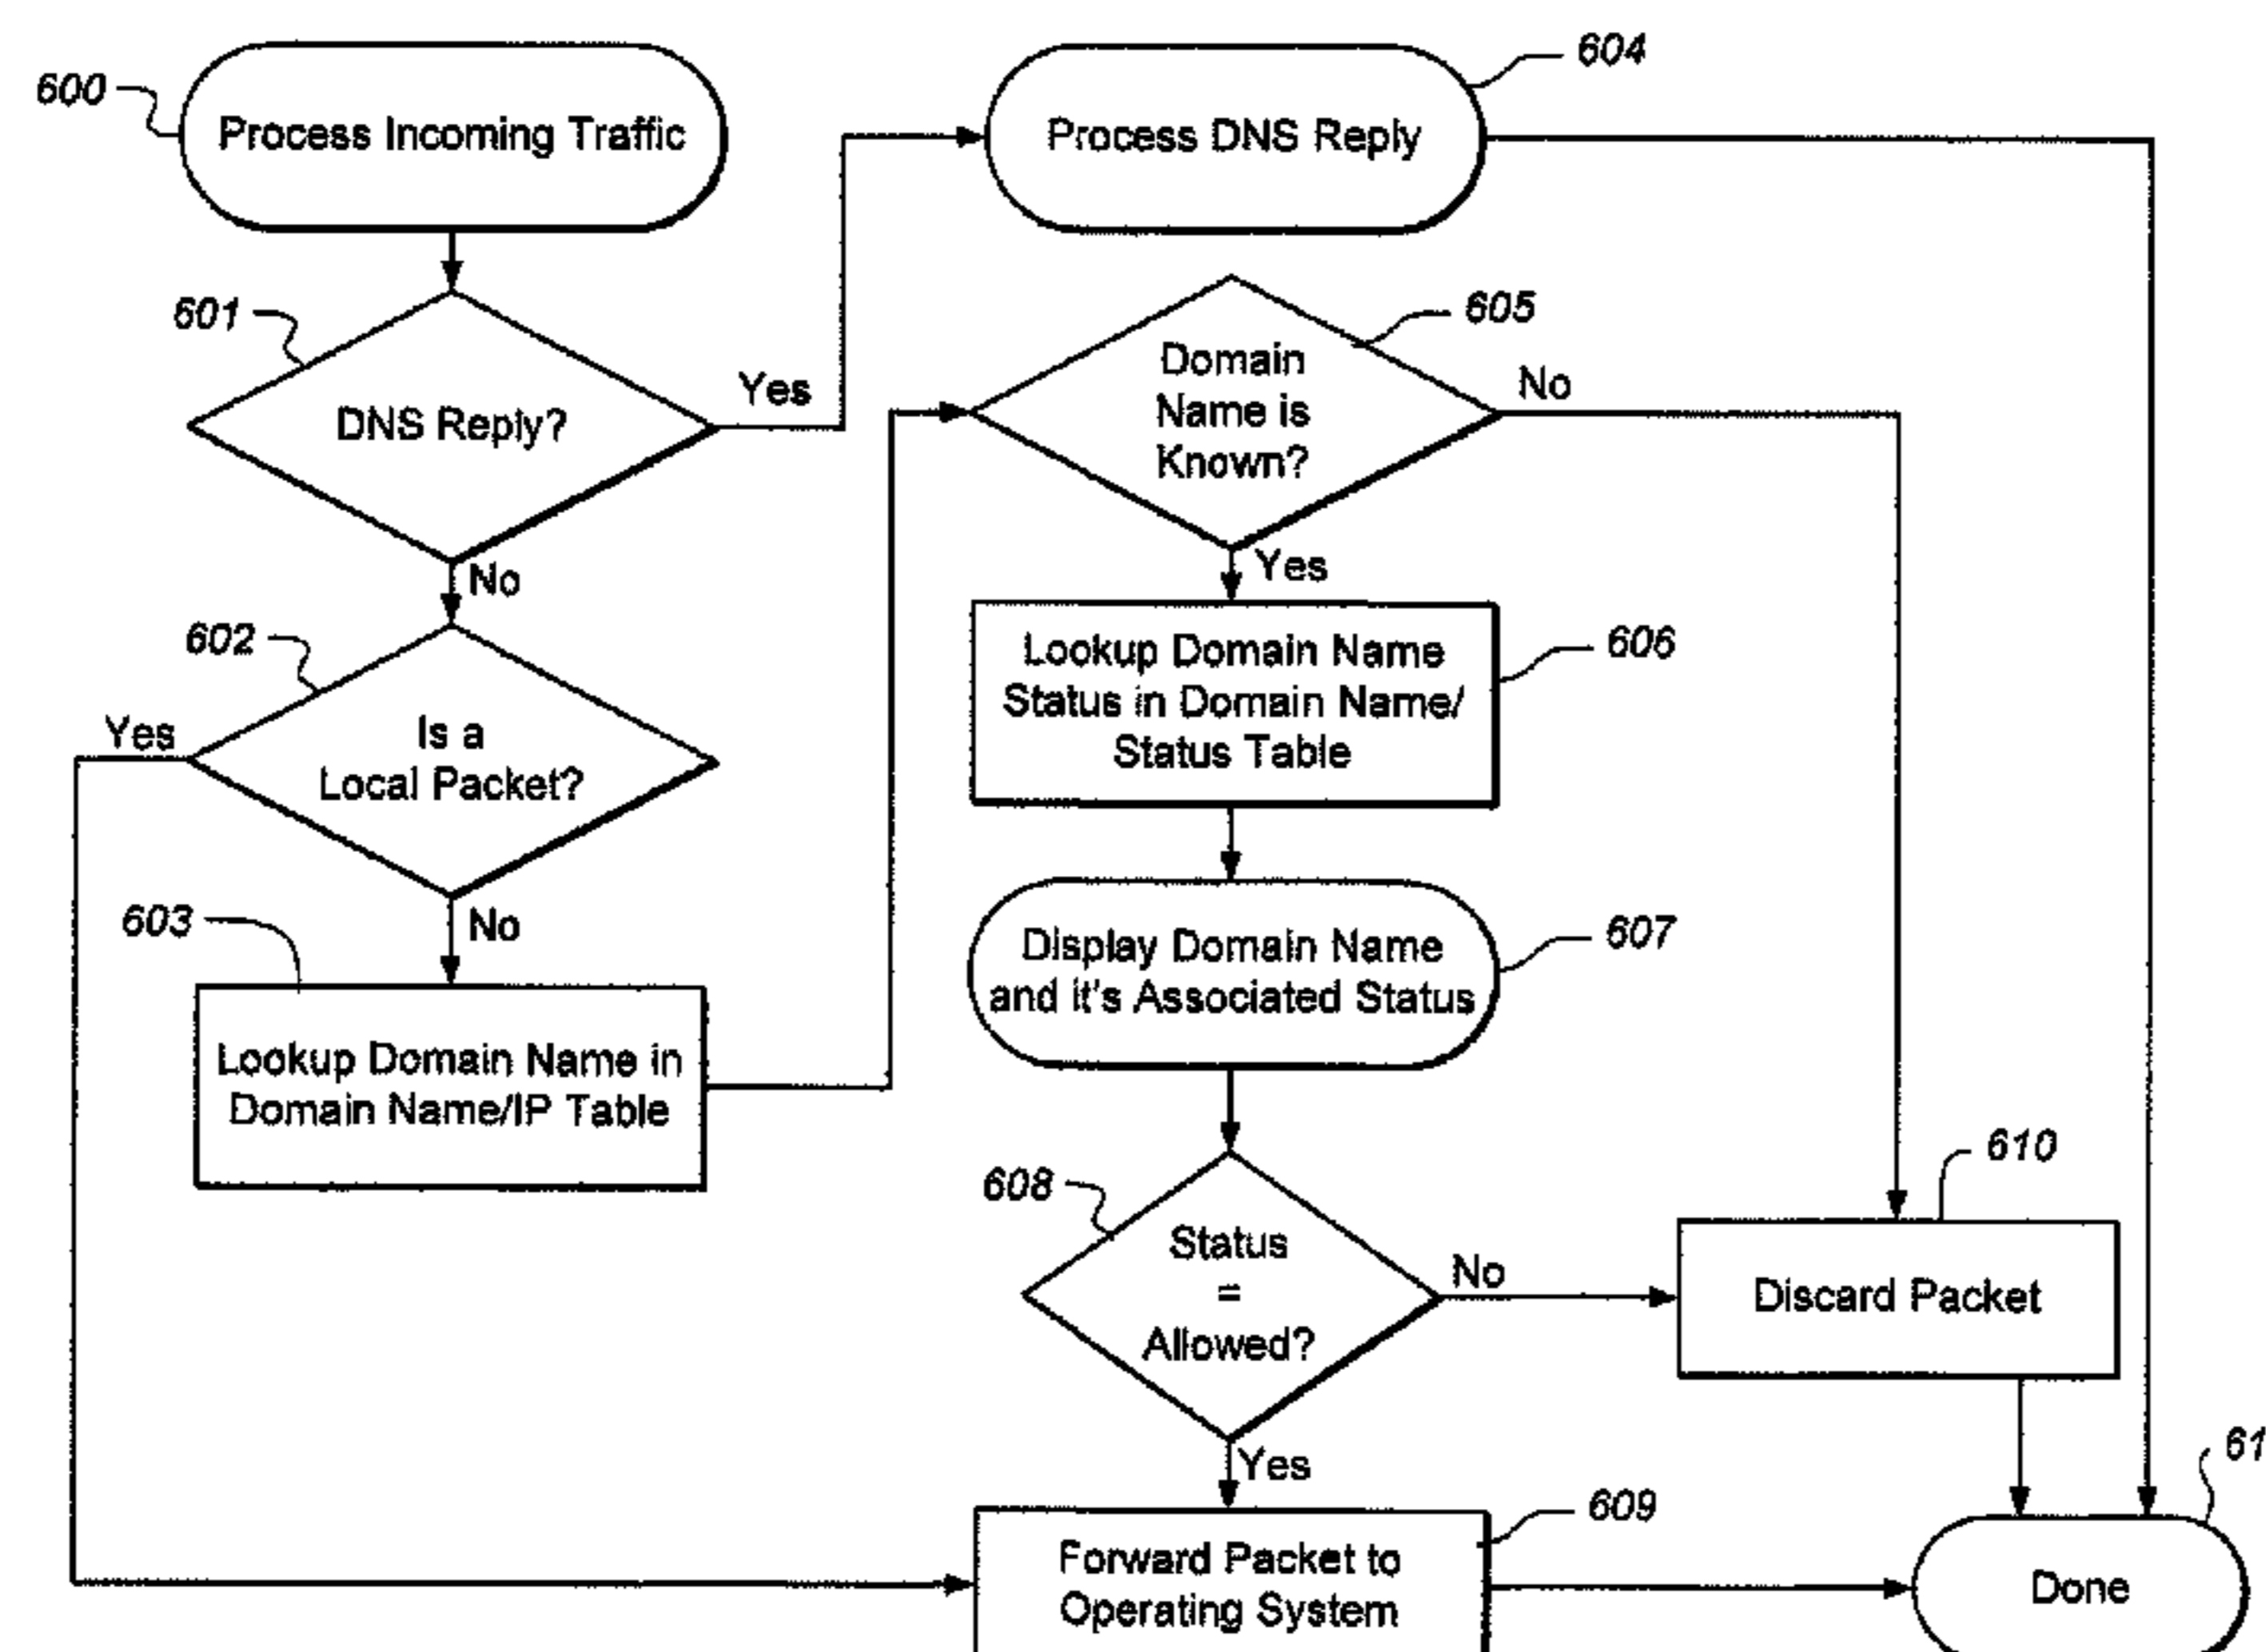 600
Process Incoming Traffic
604
Process DNS Reply
601
DNS Reply?
Yes
No
605
Domain
Name is
Known?
No
Yes
602
Is a
Local Packet?
Yes
No
606
Lookup Domain Name
Status in Domain Name/
Status Table
603
Lookup Domain Name in
Domain Name/IP Table
607
Display Domain Name
and it's Associated Status
608
Status
=
Allowed?
No
Yes
610
Discard Packet
609
Forward Packet to
Operating System
61
Done